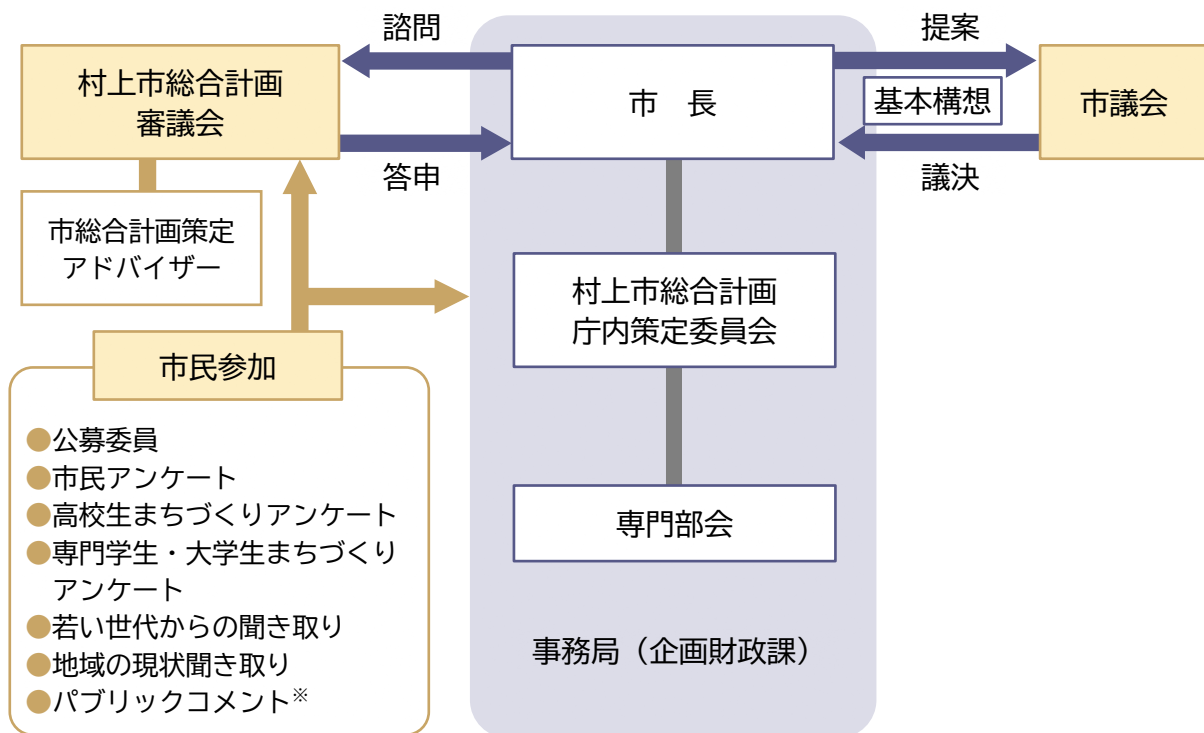 諮問
提案
村上市総合計画
審議会
市　長
基本構想
市議会
答申
議決
市総合計画策定
アドバイザー
村上市総合計画
庁内策定委員会
市民参加
●公募委員
●市民アンケート
●高校生まちづくりアンケート
●専門学生・大学生まちづくり
アンケート
●若い世代からの聞き取り
●地域の現状聞き取り
●パブリックコメント※
専門部会
事務局（企画財政課）